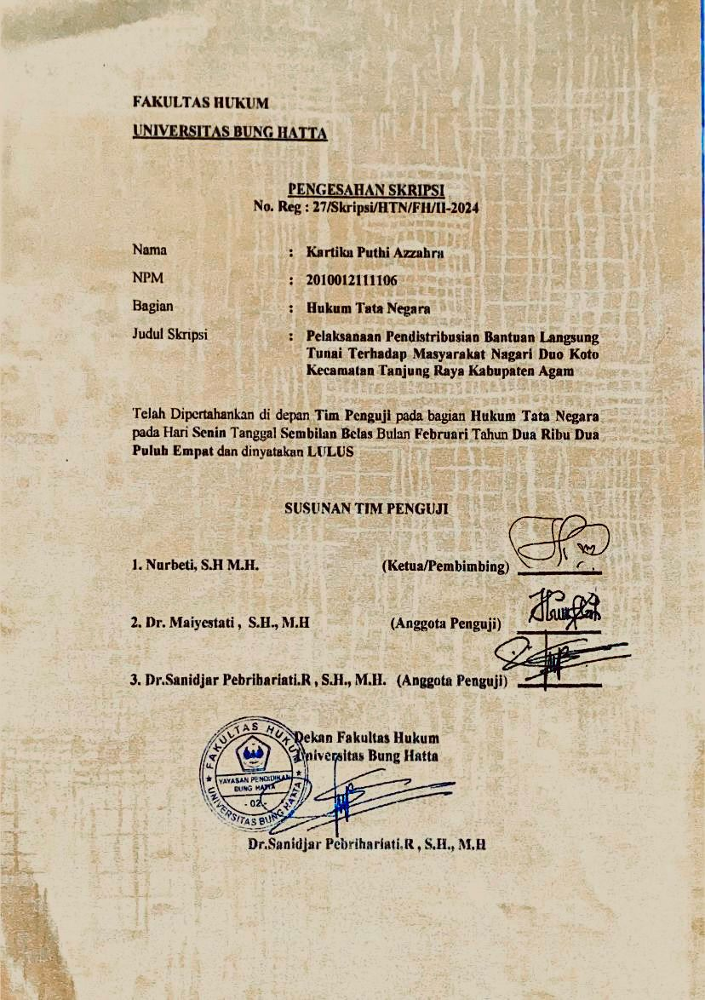 FAKULTAS HUKUM
UNIVERSITAS BUNG HATTA
PENGESAHAN SKRIPSI
No. Reg : 27/Skripsi/HTN/FH/II-2024
Nama : Kartika Puthi Azzahra
NPM : 2010012111106
Bagian : Hukum Tata Negara
Judul Skripsi : Pelaksanaan Pendistribusian Bantuan Langsung
Tunai Terhadap Masyarakat Nagari Duo Koto
Kecamatan Tanjung Raya Kabupaten Agam
Telah Dipertahankan di depan Tim Penguji pada bagian Hukum Tata Negara
pada Hari Senin Tanggal Sembilan Belas Bulan Februari Tahun Dua Ribu Dua
Puluh Empat dan dinyatakan LULUS
SUSUNAN TIM PENGUJI
1. Nurbeti, S.H M.H. (Ketua/Pembimbing)
2. Dr. Maiyestati , S.H., M.H (Anggota Penguji)
3. Dr.Sanidjar Pebrihariati.R , S.H., M.H. (Anggota Penguji)
Dekan Fakultas Hukum
Universitas Bung Hatta
FAKULTAS HUKUM
YAYASAN PENDIDIKAN
BUNG HATTA
- 02 -
UNIVERSITAS BUNG HATTA
Dr.Sanidjar Pebrihariati.R , S.H., M.H